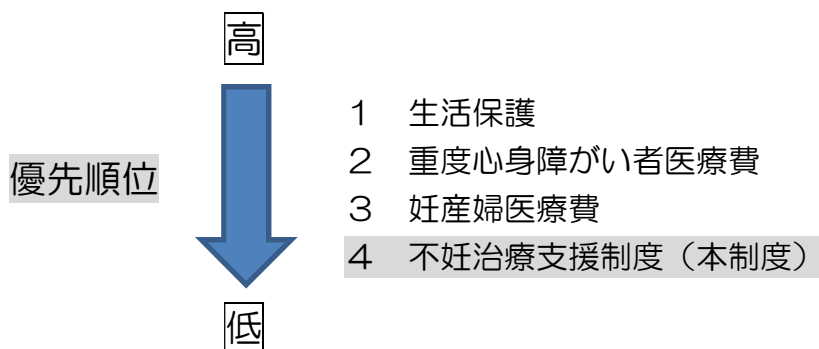 高
優先順位
1　生活保護
2　重度心身障がい者医療費
3　妊産婦医療費
4　不妊治療支援制度（本制度）
低